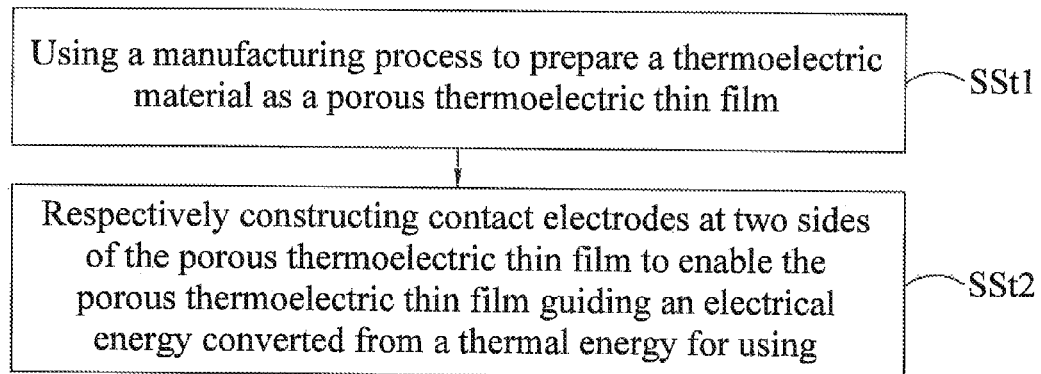 Using a manufacturing process to prepare a thermoelectric
material as a porous thermoelectric thin film
SSt1
Respectively constructing contact electrodes at two sides
of the porous thermoelectric thin film to enable the
porous thermoelectric thin film guiding an electrical
energy converted from a thermal energy for using
SSt2